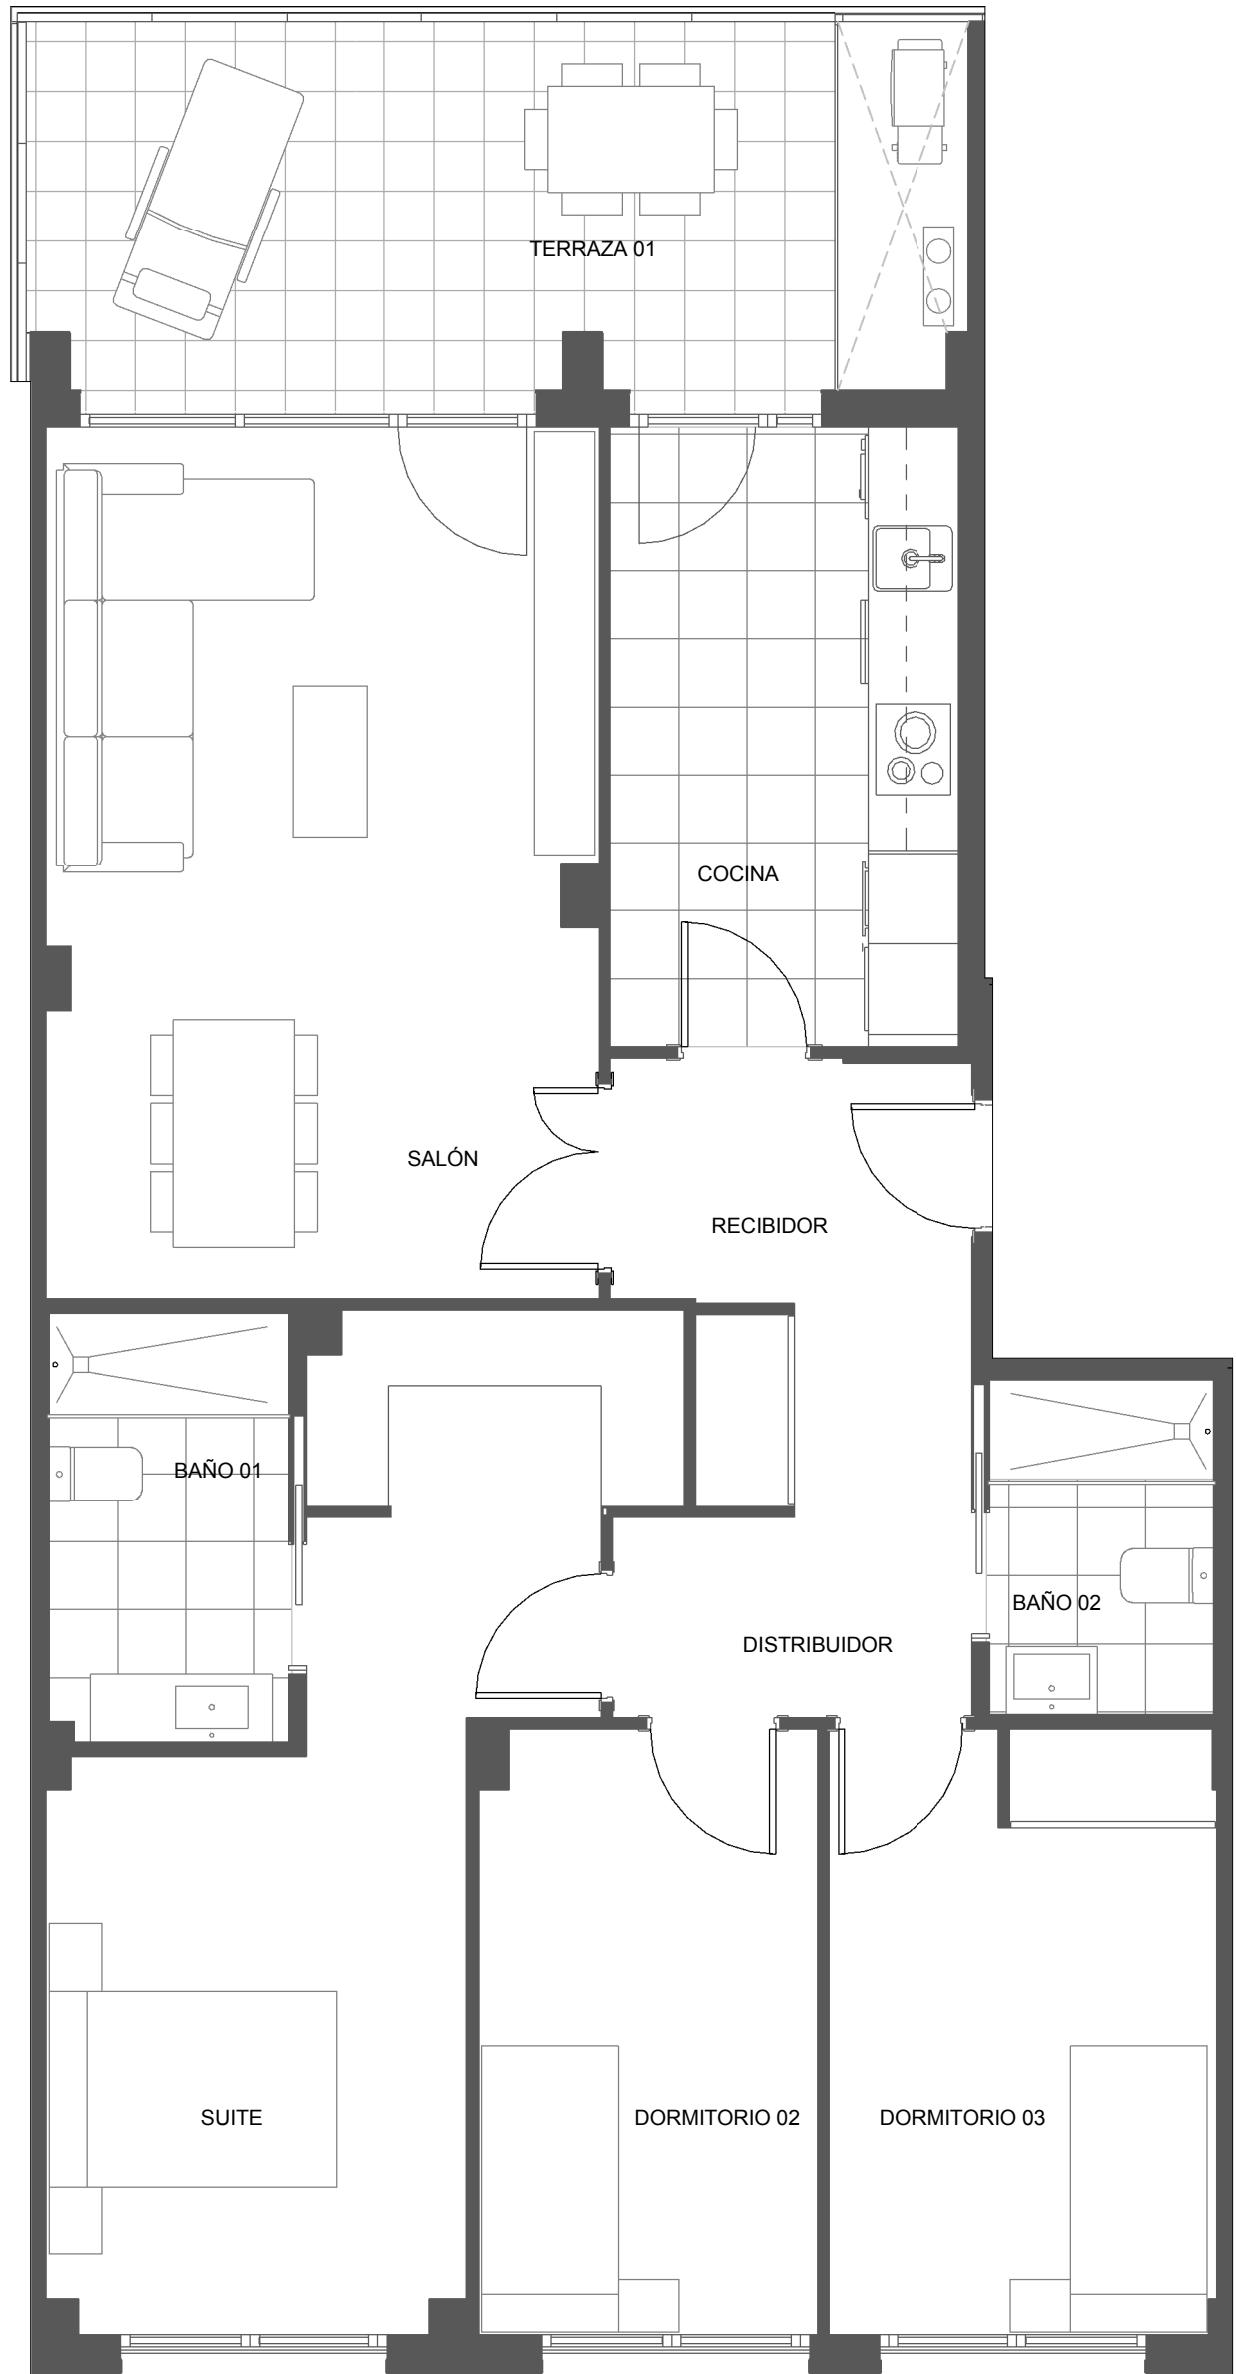 TERRAZA 01
COCINA
SALÓN
RECIBIDOR
BAÑO 01
BAÑO 02
DISTRIBUIDOR
SUITE
DORMITORIO 02
DORMITORIO 03